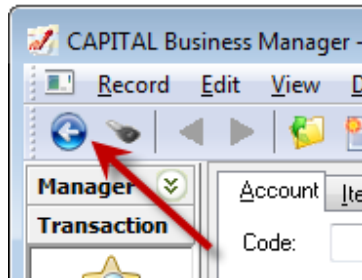 CAPITAL Business Manager -
Record Edit View
Manager
Account
Transaction
Code: